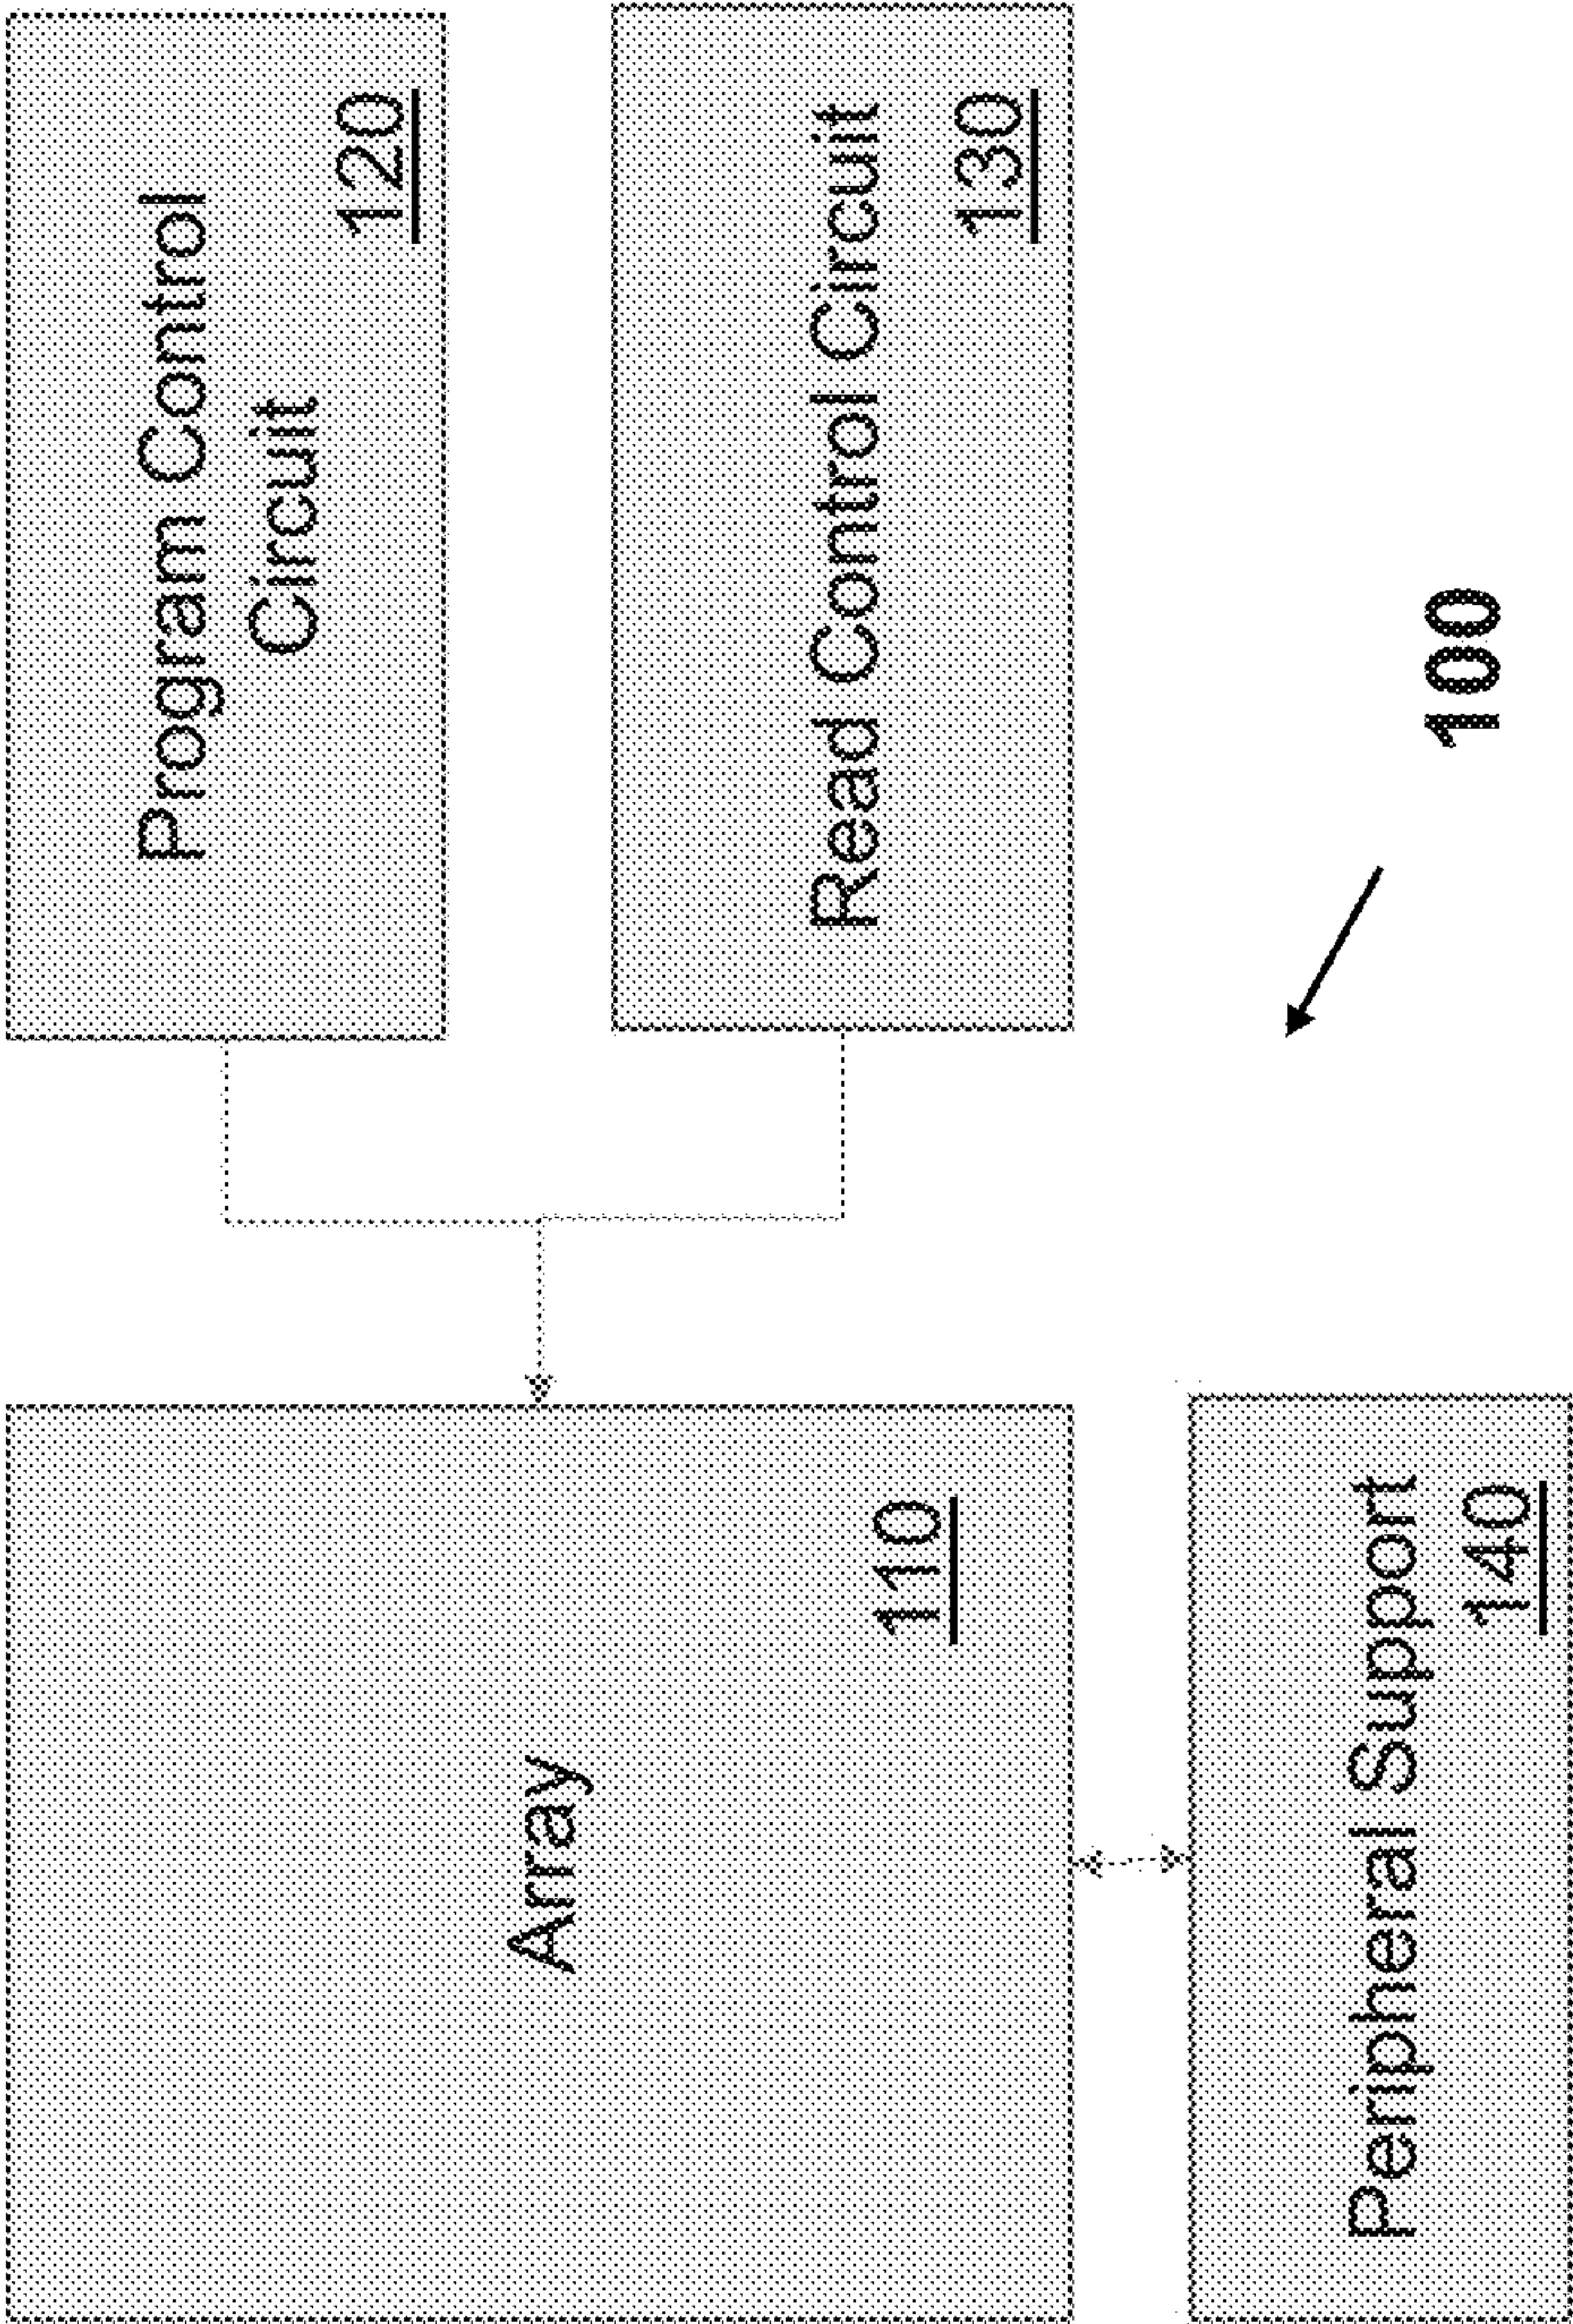 Array
110
Program Control
Circuit
120
Read Control Circuit
130
Peripheral Support
140
100